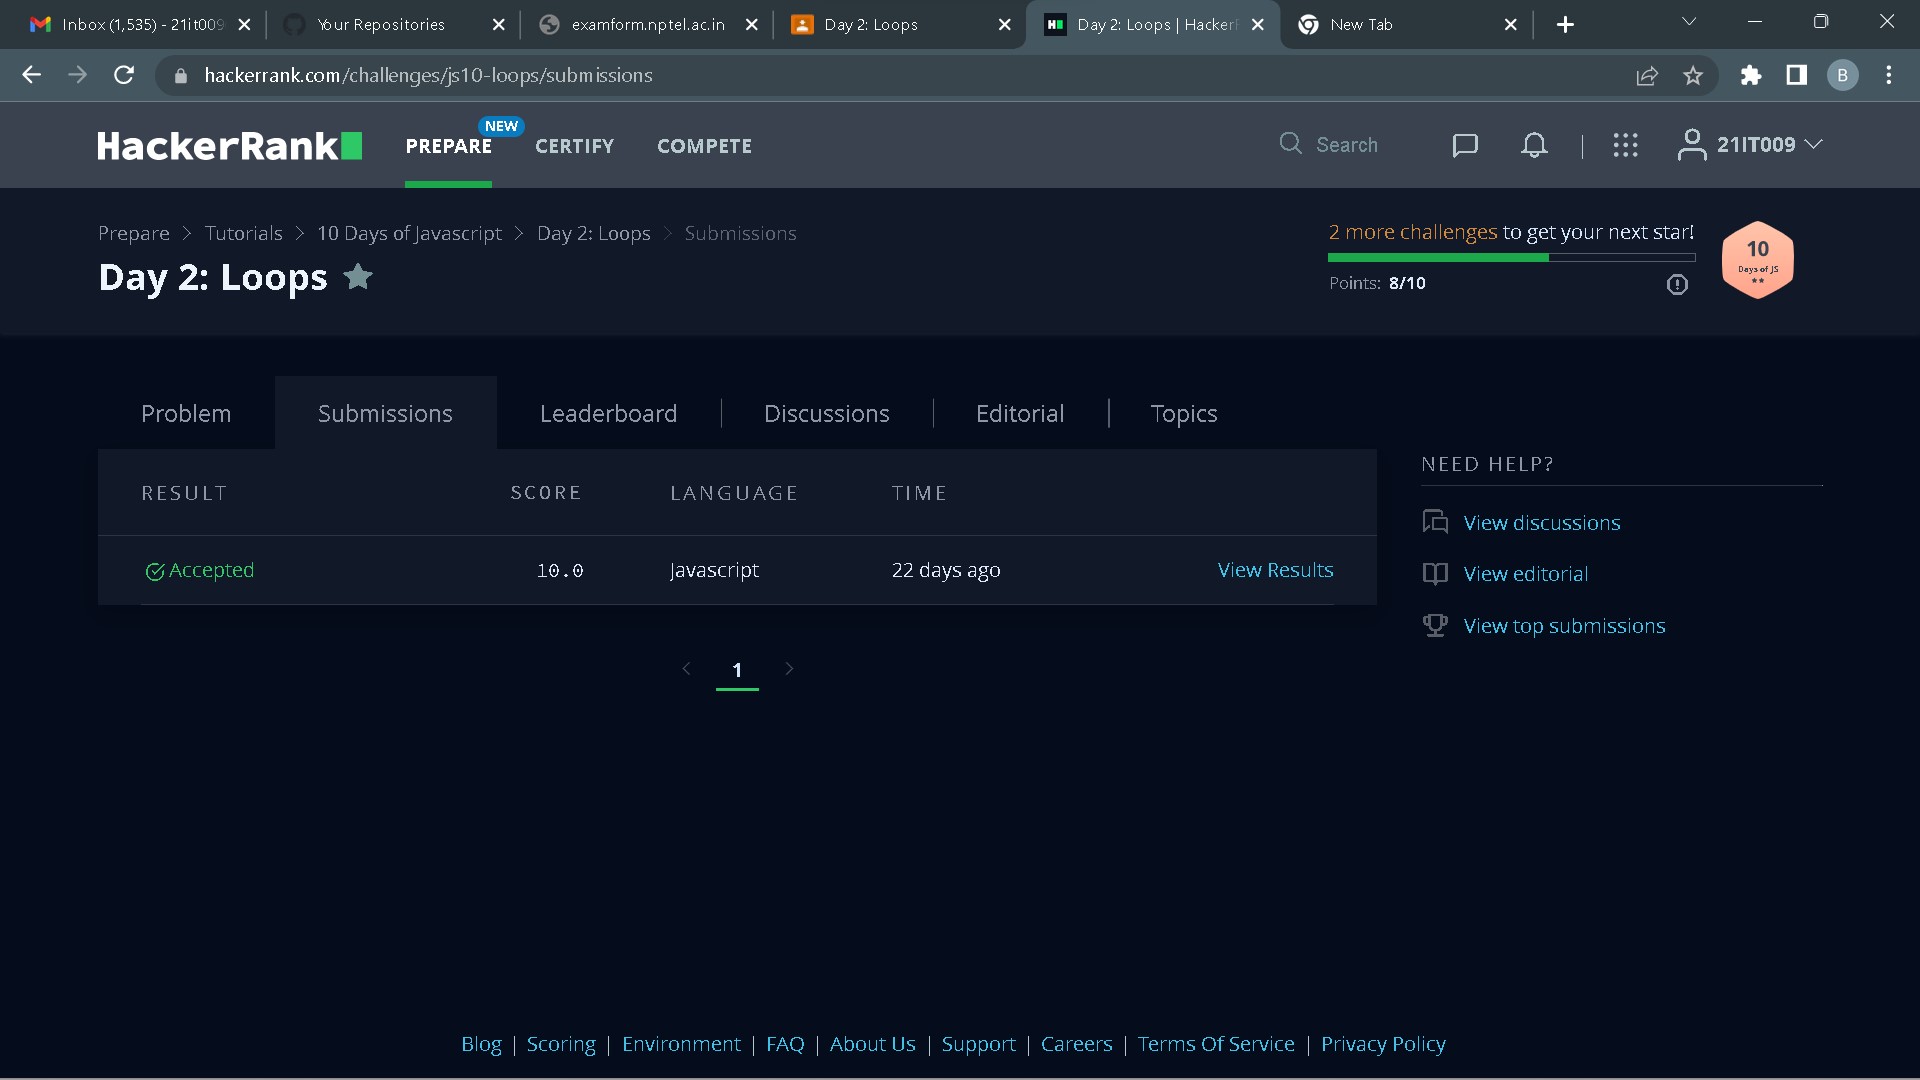 Inbox (1,535) - 21it009
Your Repositories
examform.nptel.ac.in
Day 2: Loops
Day 2: Loops | Hacker
New Tab
hackerrank.com/challenges/js10-loops/submissions
B
HackerRank
PREPARE
NEW
CERTIFY
COMPETE
Search
21IT009
Prepare > Tutorials > 10 Days of Javascript > Day 2: Loops > Submissions
Day 2: Loops
2 more challenges to get your next star!
Points: 8/10
10
Days of JS
Problem
Submissions
Leaderboard
Discussions
Editorial
Topics
RESULT SCORE LANGUAGE TIME
Accepted 10.0 Javascript 22 days ago View Results
1
NEED HELP?
View discussions
View editorial
View top submissions
Blog | Scoring | Environment | FAQ | About Us | Support | Careers | Terms Of Service | Privacy Policy